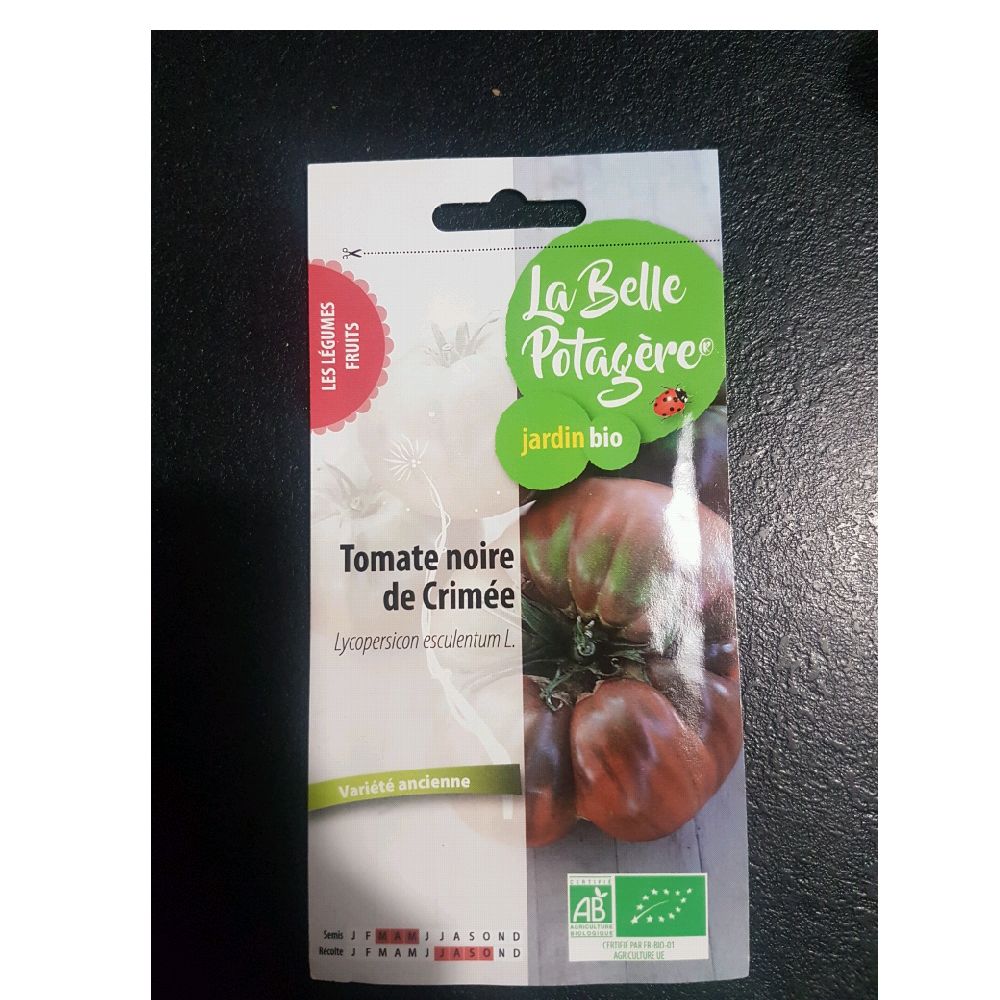 La Belle
Potagère®
jardin bio
LES LÉGUMES
FRUITS
Tomate noire
de Crimée
Lycopersicon esculentum L.
Variété ancienne
Semis J F M A M J J A S O N D
Récolte J F M A M J J A S O N D
CERTIFIÉ
AB
AGRICULTURE
BIOLOGIQUE
CERTIFIÉ PAR FR-BIO-01
AGRICULTURE UE